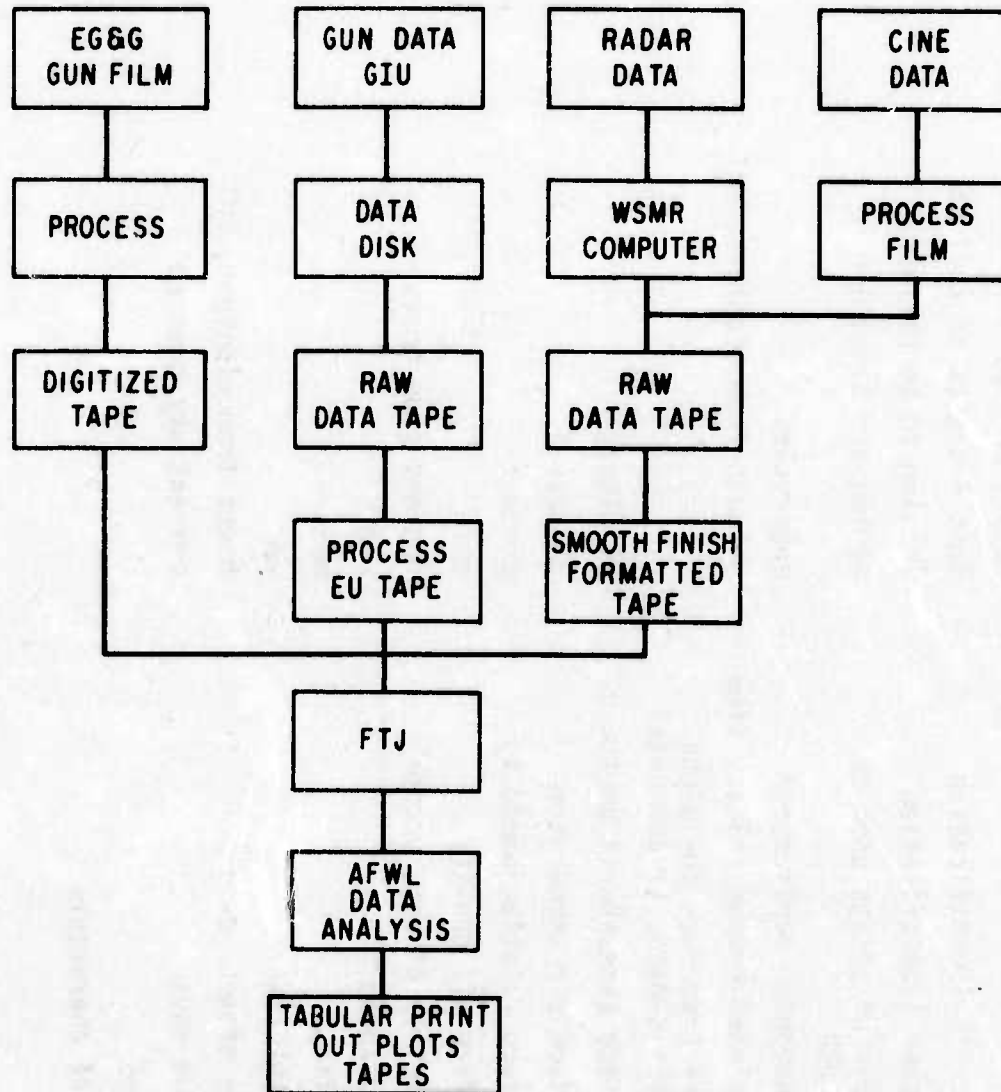 EG&G
GUN FILM
GUN DATA
GIU
RADAR
DATA
CINE
DATA
PROCESS
DATA
DISK
WSMR
COMPUTER
PROCESS
FILM
DIGITIZED
TAPE
RAW
DATA TAPE
RAW
DATA TAPE
PROCESS
EU TAPE
SMOOTH FINISH
FORMATTED
TAPE
FTJ
AFWL
DATA
ANALYSIS
TABULAR PRINT
OUT PLOTS
TAPES